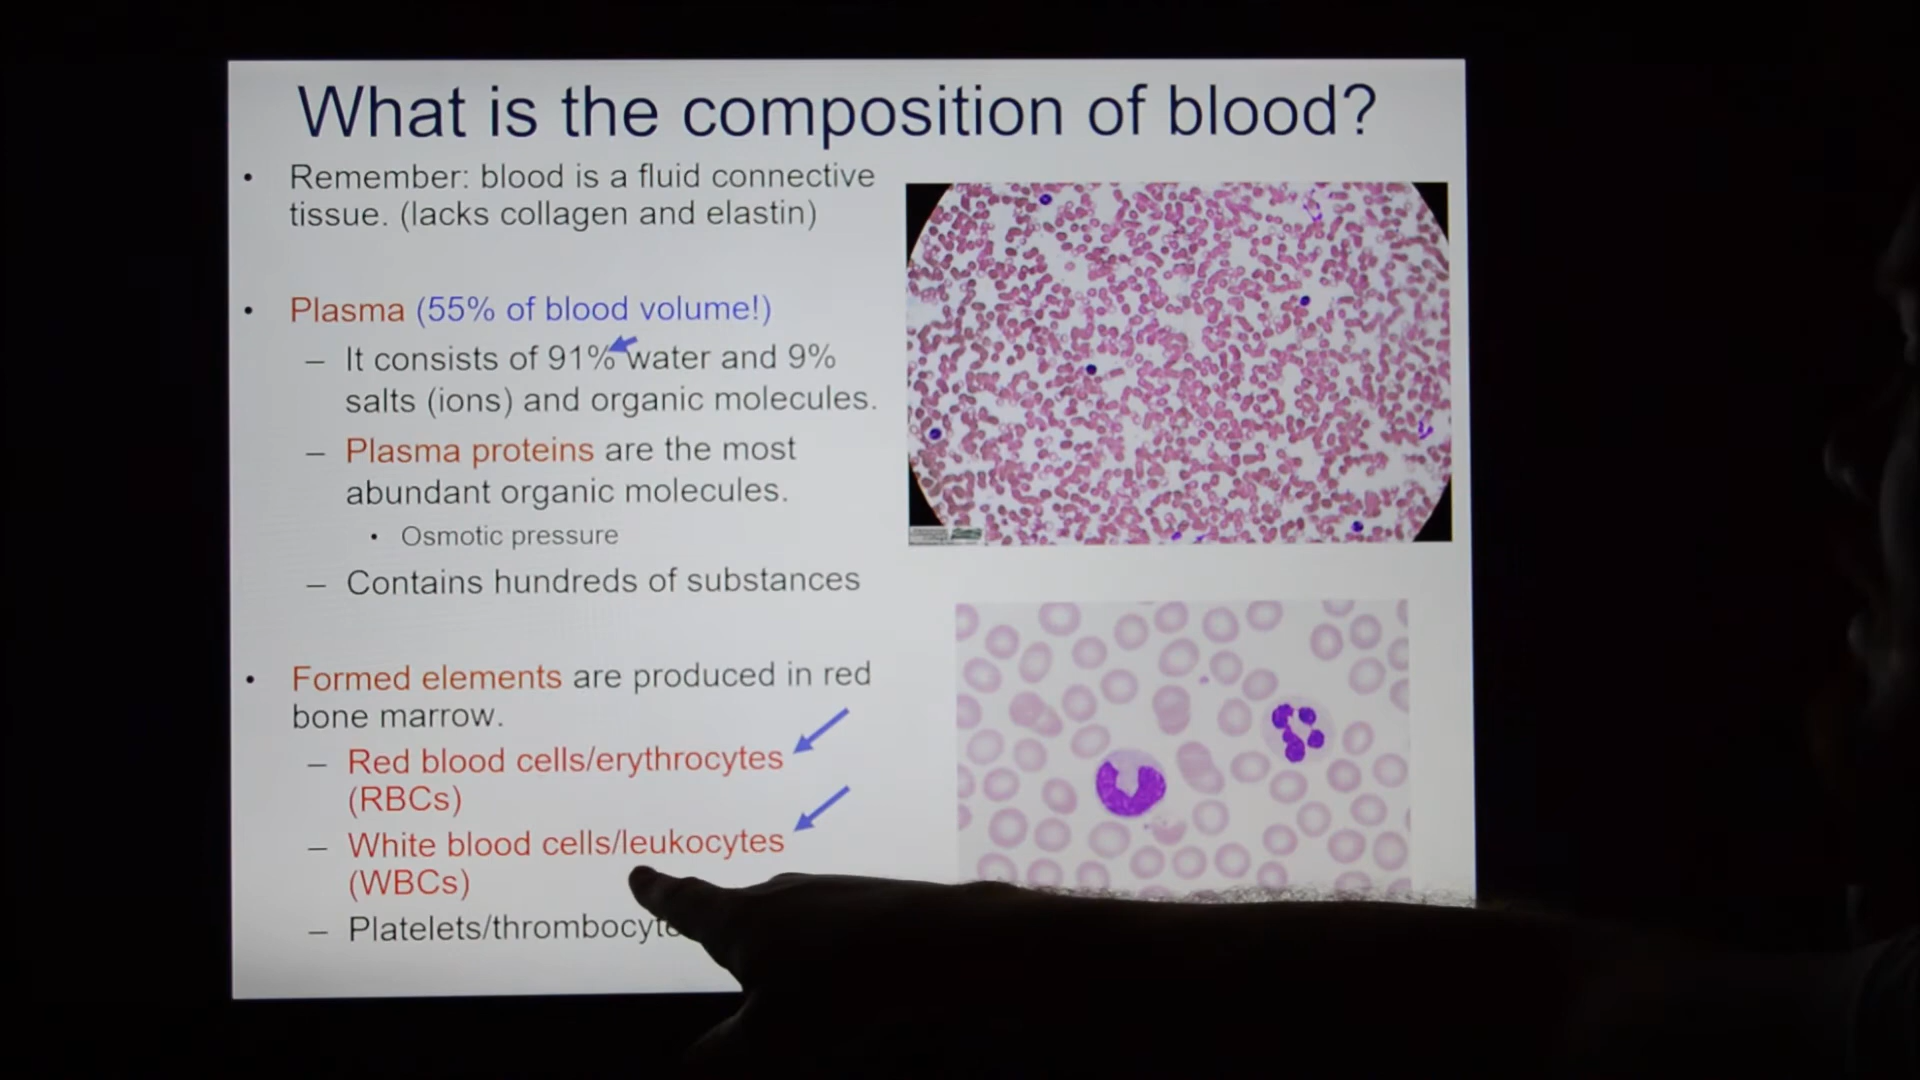 What is the composition of blood?
• Remember: blood is a fluid connective
tissue. (lacks collagen and elastin)
• Plasma (55% of blood volume!)
– It consists of 91% water and 9%
salts (ions) and organic molecules.
– Plasma proteins are the most
abundant organic molecules.
• Osmotic pressure
– Contains hundreds of substances
• Formed elements are produced in red
bone marrow.
– Red blood cells/erythrocytes
(RBCs)
– White blood cells/leukocytes
(WBCs)
– Platelets/thrombocyte